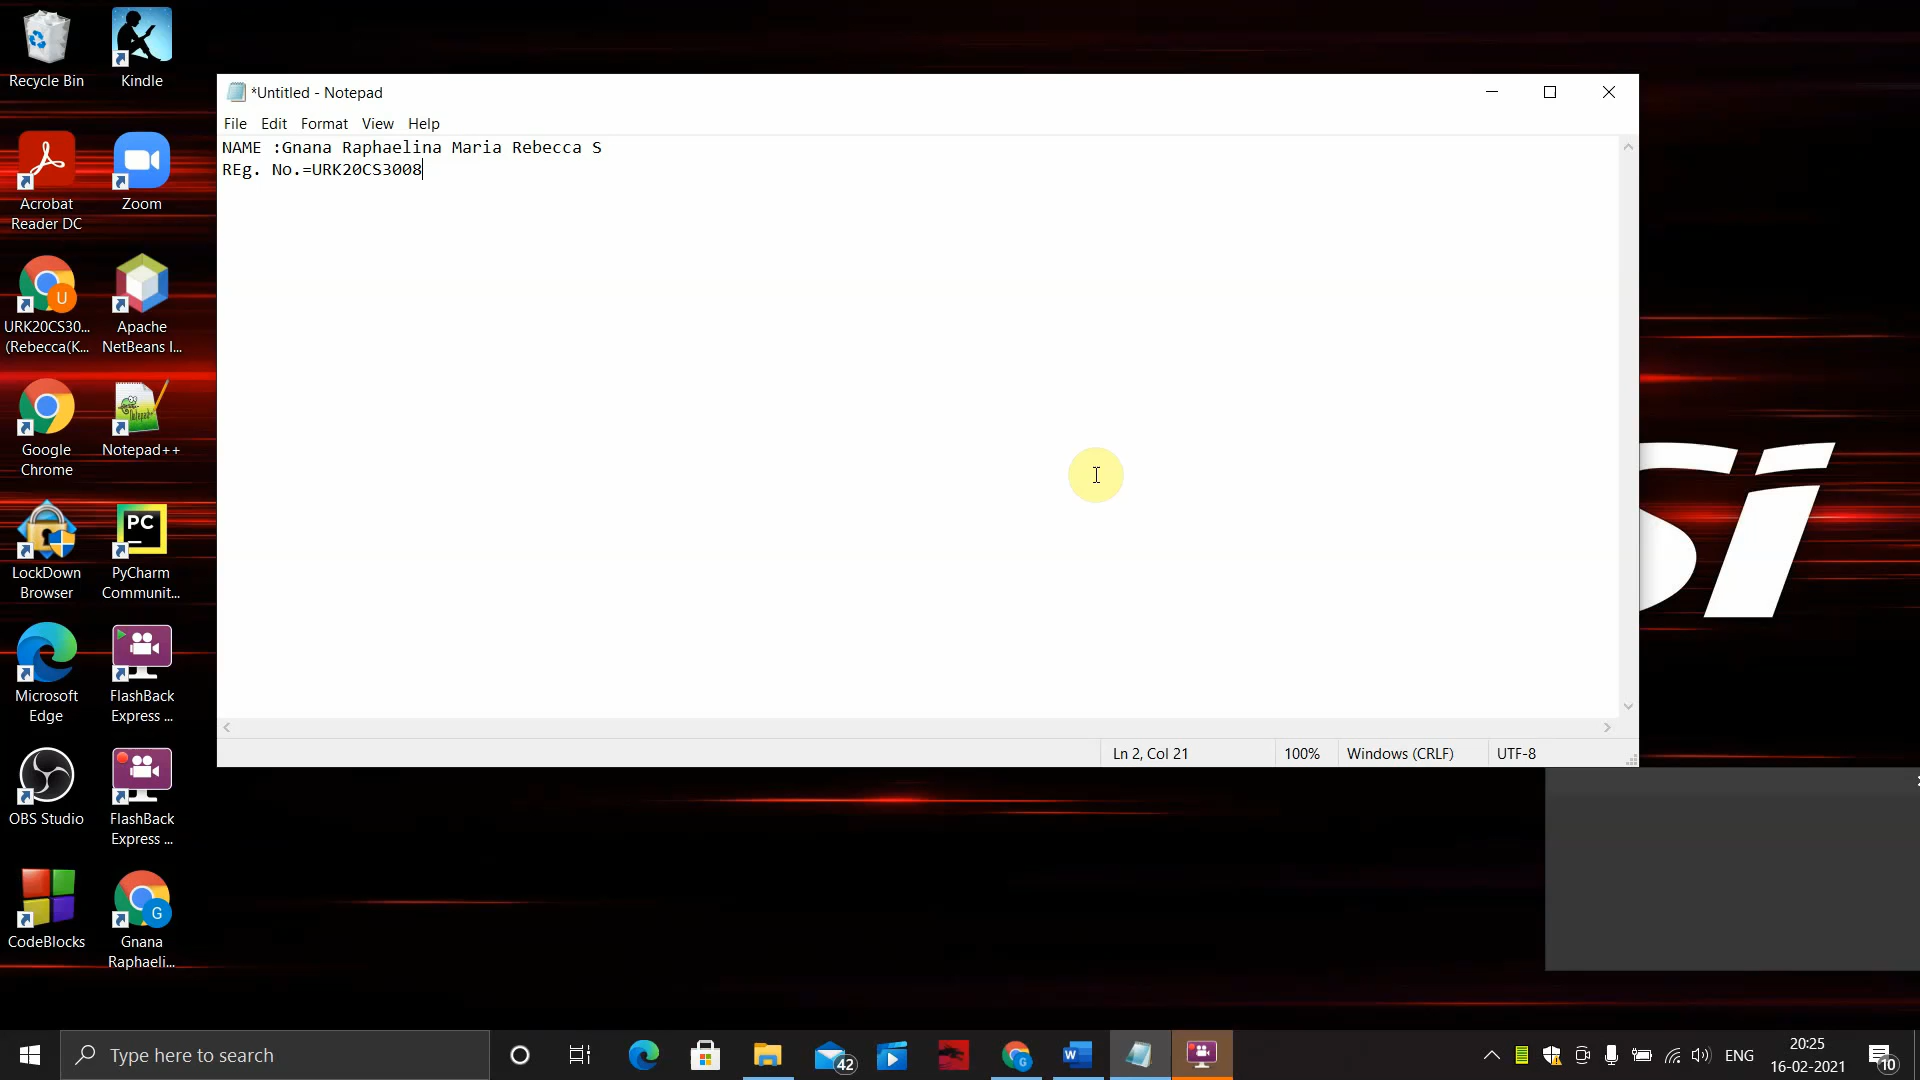 Recycle Bin
Kindle
Acrobat
Reader DC
Zoom
URK20CS30...
(Rebecca(K...
Apache
NetBeans I...
Google
Chrome
Notepad++
LockDown
Browser
PyCharm
Communit...
Microsoft
Edge
FlashBack
Express ...
OBS Studio
FlashBack
Express ...
CodeBlocks
Gnana
Raphaeli...
*Untitled - Notepad
File Edit Format View Help
NAME :Gnana Raphaelina Maria Rebecca S
REg. No.=URK20CS3008
Ln 2, Col 21
100%
Windows (CRLF)
UTF-8
Si
Type here to search
42
ENG
20:25
16-02-2021
10